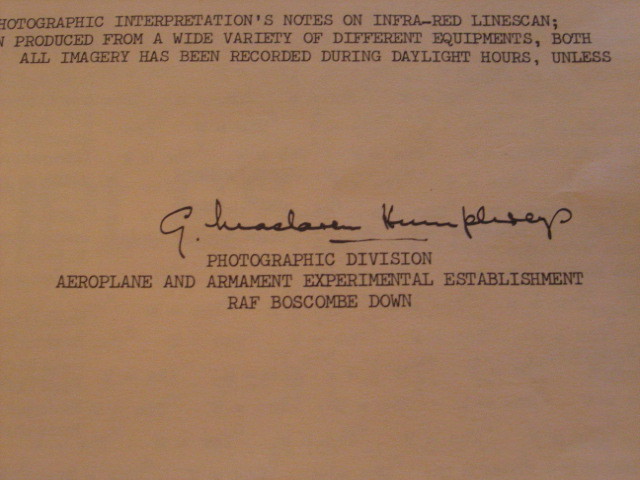 HOTOGRAPHIC INTERPRETATION'S NOTES ON INFRA-RED LINESCAN;
N PRODUCED FROM A WIDE VARIETY OF DIFFERENT EQUIPMENTS, BOTH
ALL IMAGERY HAS BEEN RECORDED DURING DAYLIGHT HOURS, UNLESS
G. Maclaren Humphreys
PHOTOGRAPHIC DIVISION
AEROPLANE AND ARMAMENT EXPERIMENTAL ESTABLISHMENT
RAF BOSCOMBE DOWN